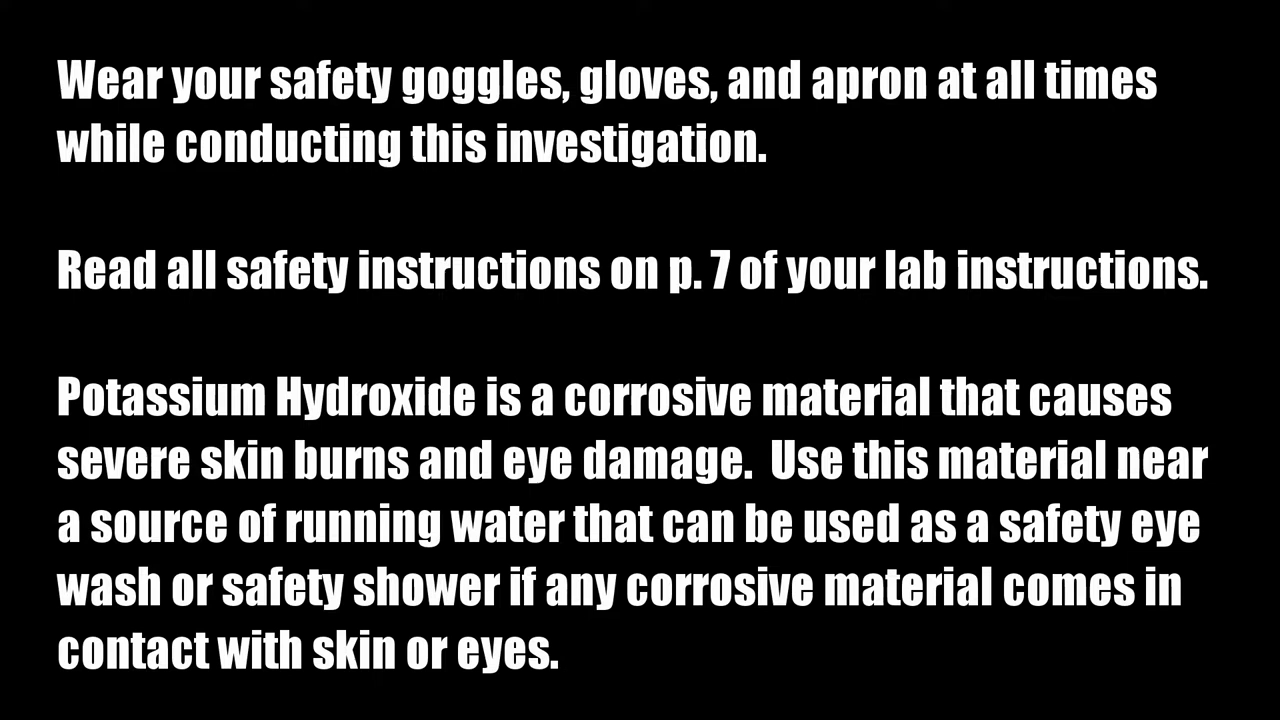 Wear your safety goggles, gloves, and apron at all times
while conducting this investigation.
Read all safety instructions on p. 7 of your lab instructions.
Potassium Hydroxide is a corrosive material that causes
severe skin burns and eye damage.  Use this material near
a source of running water that can be used as a safety eye
wash or safety shower if any corrosive material comes in
contact with skin or eyes.